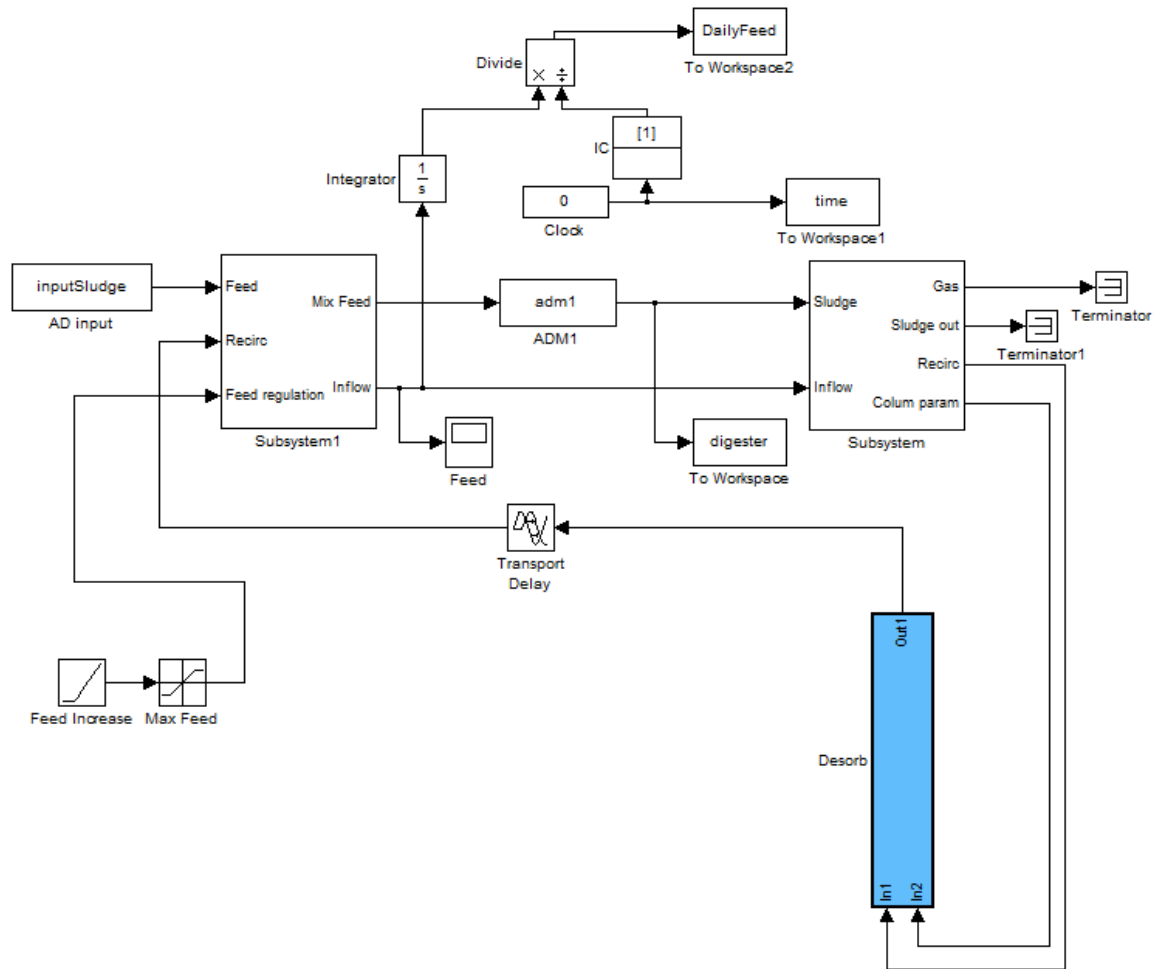 DailyFeed
To Workspace2
Divide
× ÷
[1]
IC
Integrator
1
s
0
Clock
time
To Workspace1
inputSludge
AD input
Feed
Recirc
Feed regulation
Mix Feed
Inflow
Subsystem1
adm1
ADM1
Sludge
Inflow
Gas
Sludge out
Recirc
Colum param
Subsystem
Terminator
Terminator1
Feed
digester
To Workspace
Transport
Delay
Feed Increase
Max Feed
Out1
Desorb
In1
In2